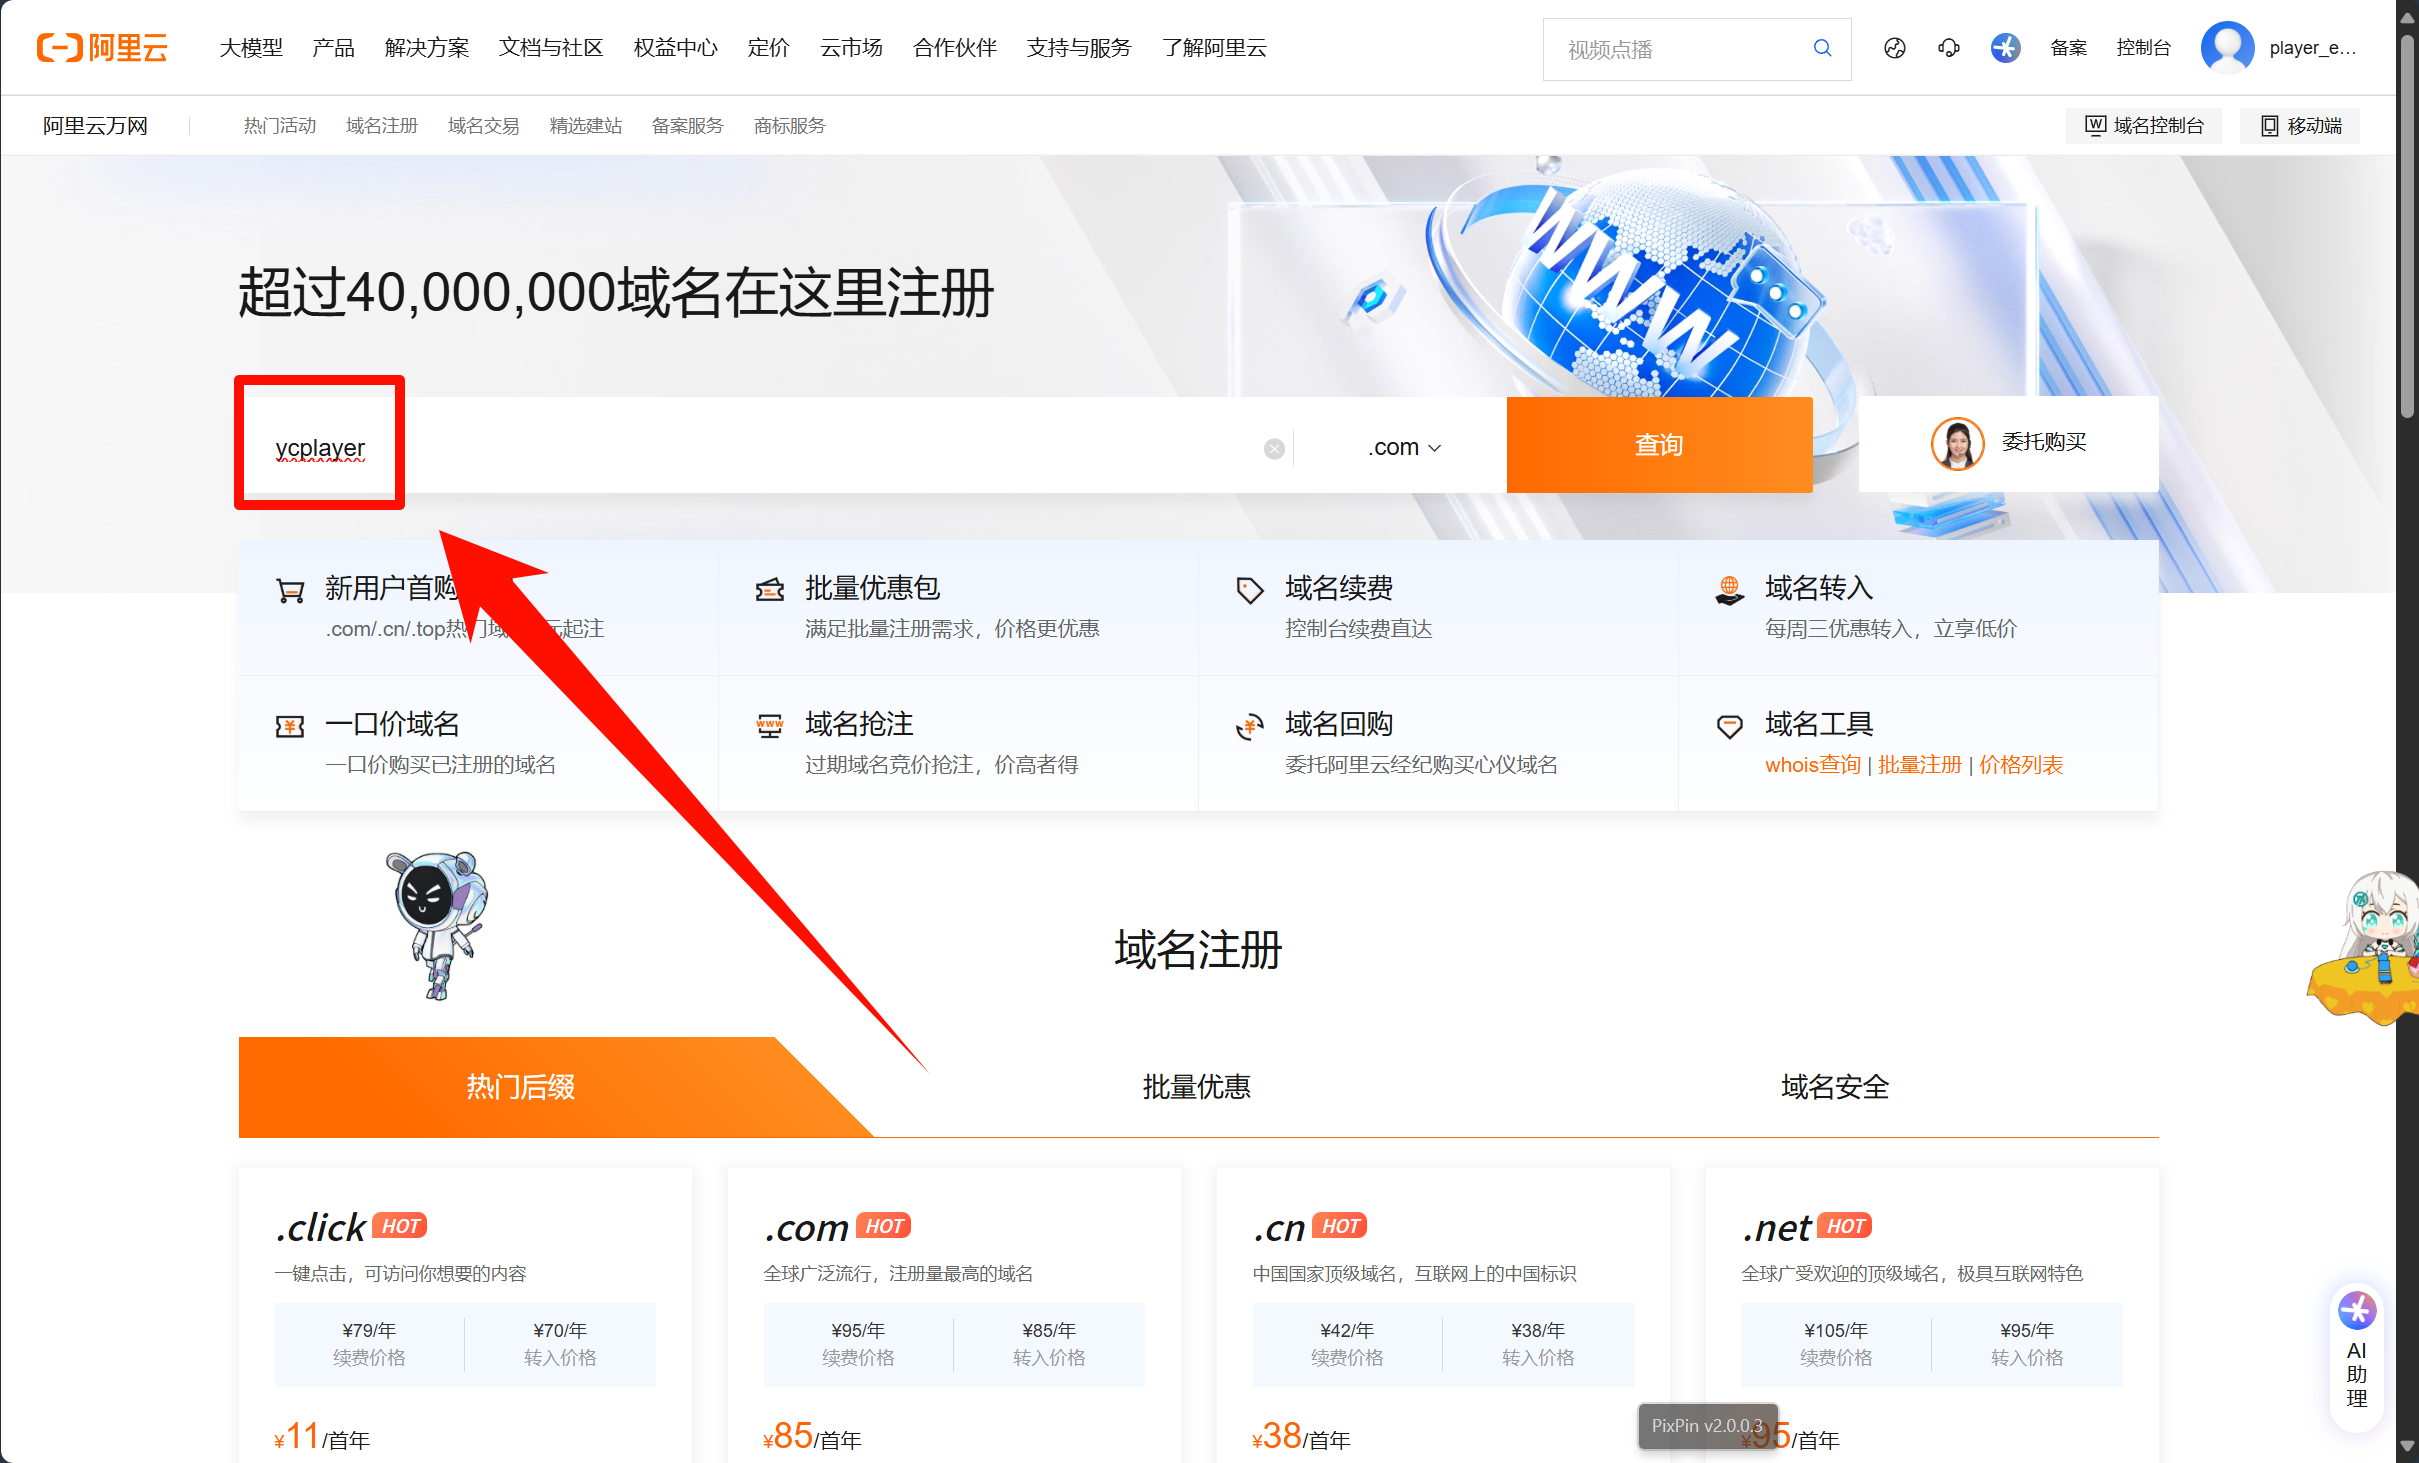 阿里云
大模型 产品 解决方案 文档与社区 权益中心 定价 云市场 合作伙伴 支持与服务 了解阿里云
视频点播
备案 控制台 player_e...
阿里云万网 热门活动 域名注册 域名交易 精选建站 备案服务 商标服务
W 域名控制台 移动端
WWW
超过40,000,000域名在这里注册
ycplayer .com 查询 委托购买
新用户首购
.com/.cn/.top热门域 元起注
批量优惠包
满足批量注册需求，价格更优惠
域名续费
控制台续费直达
域名转入
每周三优惠转入，立享低价
一口价域名
一口价购买已注册的域名
www
域名抢注
过期域名竞价抢注，价高者得
域名回购
委托阿里云经纪购买心仪域名
域名工具
whois查询 | 批量注册 | 价格列表
域名注册
热门后缀 批量优惠 域名安全
.click HOT
一键点击，可访问你想要的内容
¥79/年 ¥70/年
续费价格 转入价格
¥11/首年
.com HOT
全球广泛流行，注册量最高的域名
¥95/年 ¥85/年
续费价格 转入价格
¥85/首年
.cn HOT
中国国家顶级域名，互联网上的中国标识
¥42/年 ¥38/年
续费价格 转入价格
¥38/首年
.net HOT
全球广受欢迎的顶级域名，极具互联网特色
¥105/年 ¥95/年
续费价格 转入价格
¥95/首年
PixPin v2.0.0.3
AI
助
理